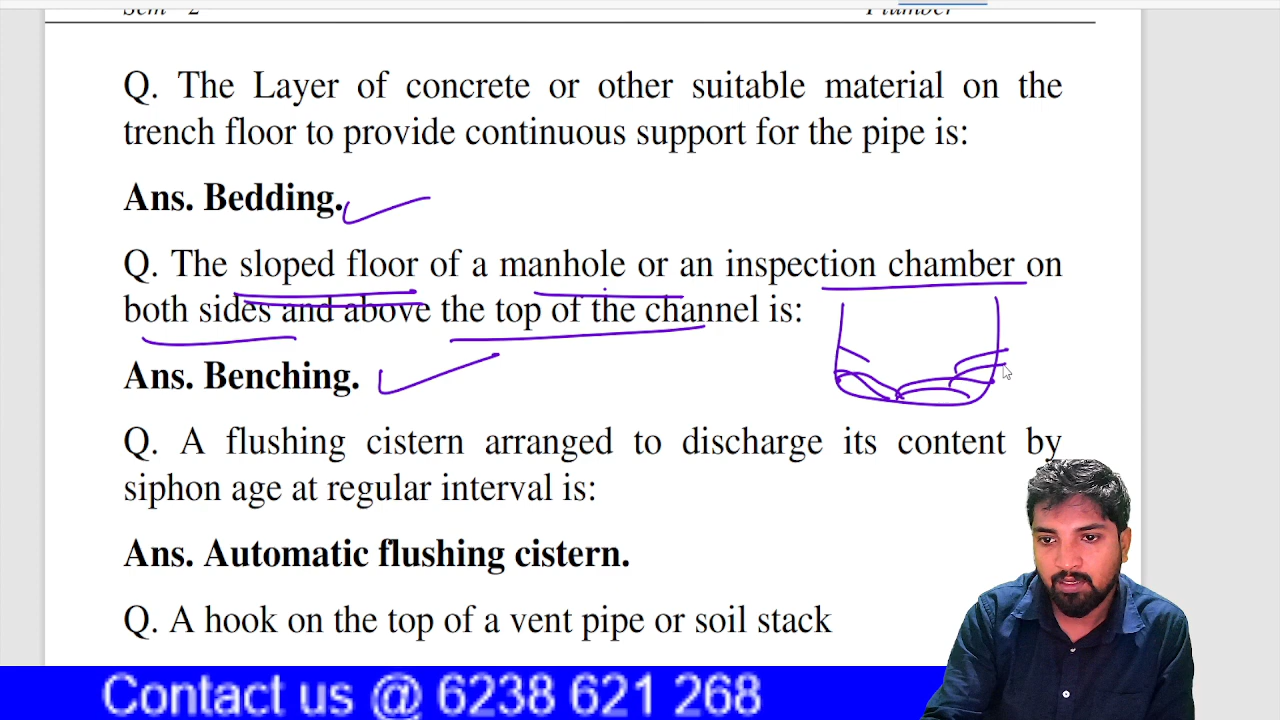 Sem - 2 Plumber
Q. The Layer of concrete or other suitable material on the
trench floor to provide continuous support for the pipe is:
Ans. Bedding.
Q. The sloped floor of a manhole or an inspection chamber on
both sides and above the top of the channel is:
Ans. Benching.
Q. A flushing cistern arranged to discharge its content by
siphon age at regular interval is:
Ans. Automatic flushing cistern.
Q. A hook on the top of a vent pipe or soil stack
Contact us @ 6238 621 268